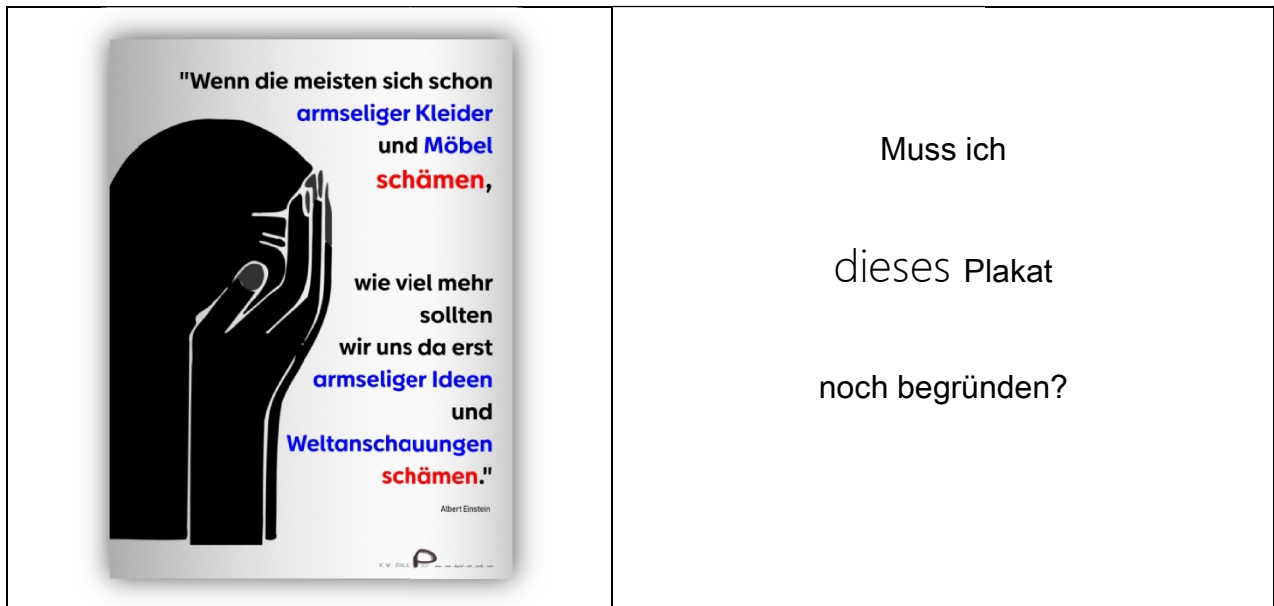 "Wenn die meisten sich schon
armseliger Kleider
und Möbel
schämen,
wie viel mehr
sollten
wir uns da erst
armseliger Ideen
und
Weltanschauungen
schämen."
Albert Einstein
Muss ich
dieses Plakat
noch begründen?